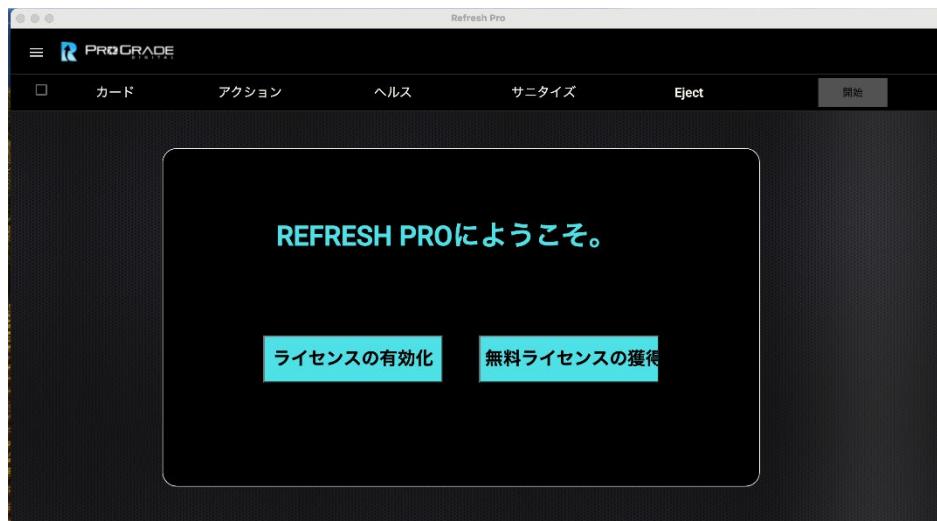 Refresh Pro
PROGRADE
DIGITAL
カード アクション ヘルス サニタイズ Eject 開始
REFRESH PROにようこそ。
ライセンスの有効化 無料ライセンスの獲得